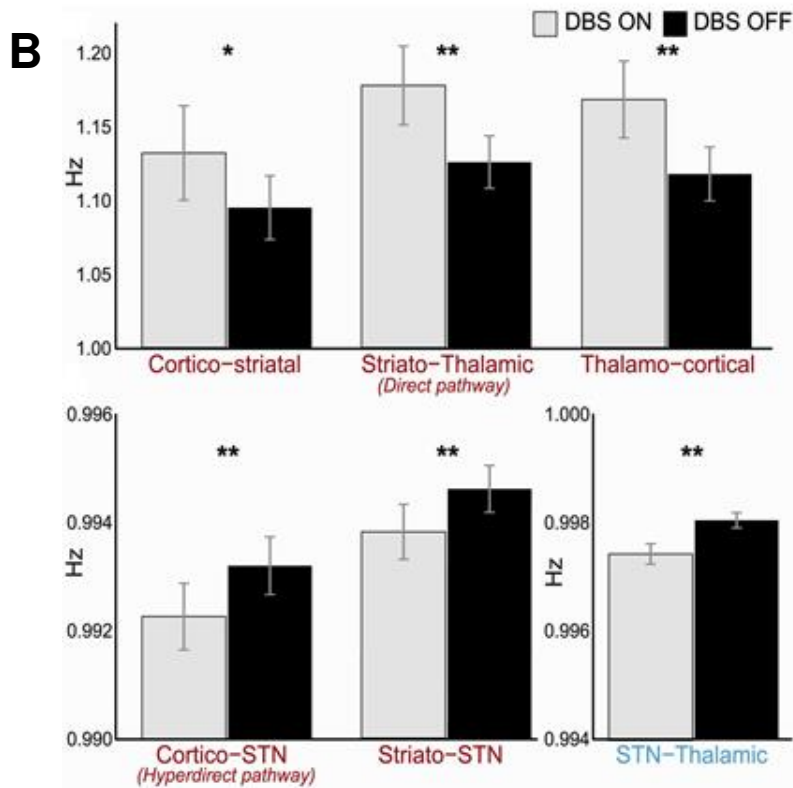 B
DBS ON DBS OFF
* ** **
1.20
1.15
1.10
1.05
1.00
Hz
Cortico−striatal Striato−Thalamic Thalamo−cortical
(Direct pathway)
0.996
0.994
0.992
0.990
Hz
** **
Cortico−STN Striato−STN
(Hyperdirect pathway)
1.000
0.998
0.996
0.994
Hz
**
STN−Thalamic